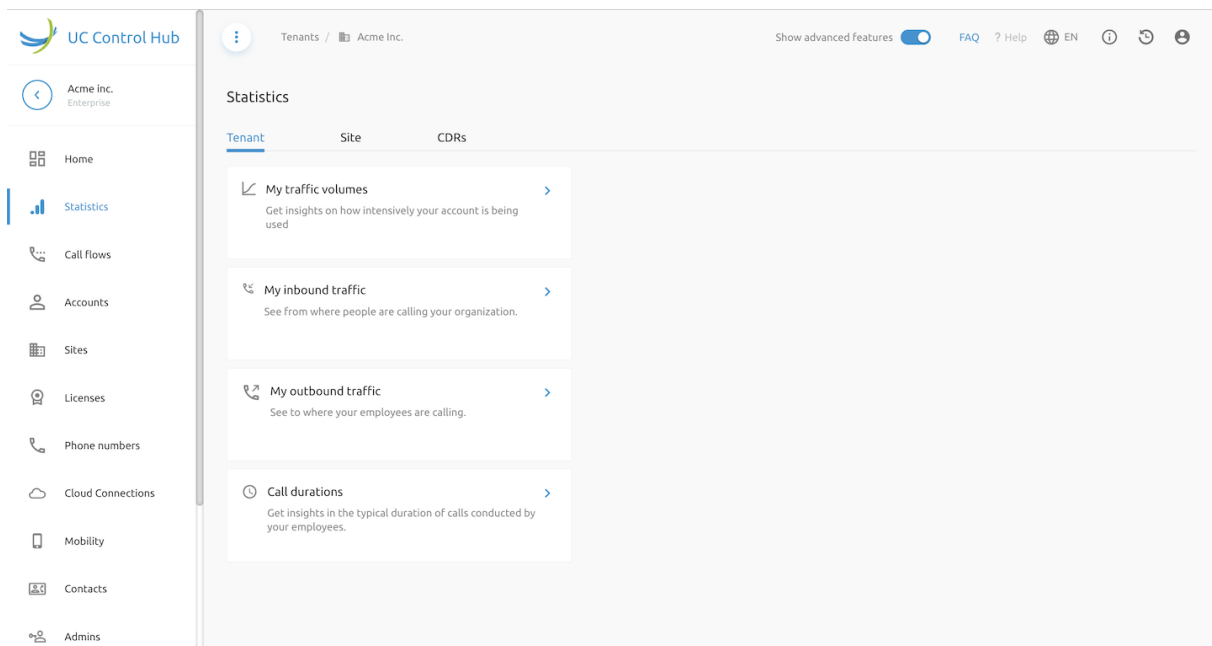 UC Control Hub
Tenants / Acme Inc.
Show advanced features
FAQ
? Help
EN
Acme inc.
Enterprise
Home
Statistics
Call flows
Accounts
Sites
Licenses
Phone numbers
Cloud Connections
Mobility
Contacts
Admins
Statistics
Tenant
Site
CDRs
My traffic volumes
Get insights on how intensively your account is being
used
My inbound traffic
See from where people are calling your organization.
My outbound traffic
See to where your employees are calling.
Call durations
Get insights in the typical duration of calls conducted by
your employees.